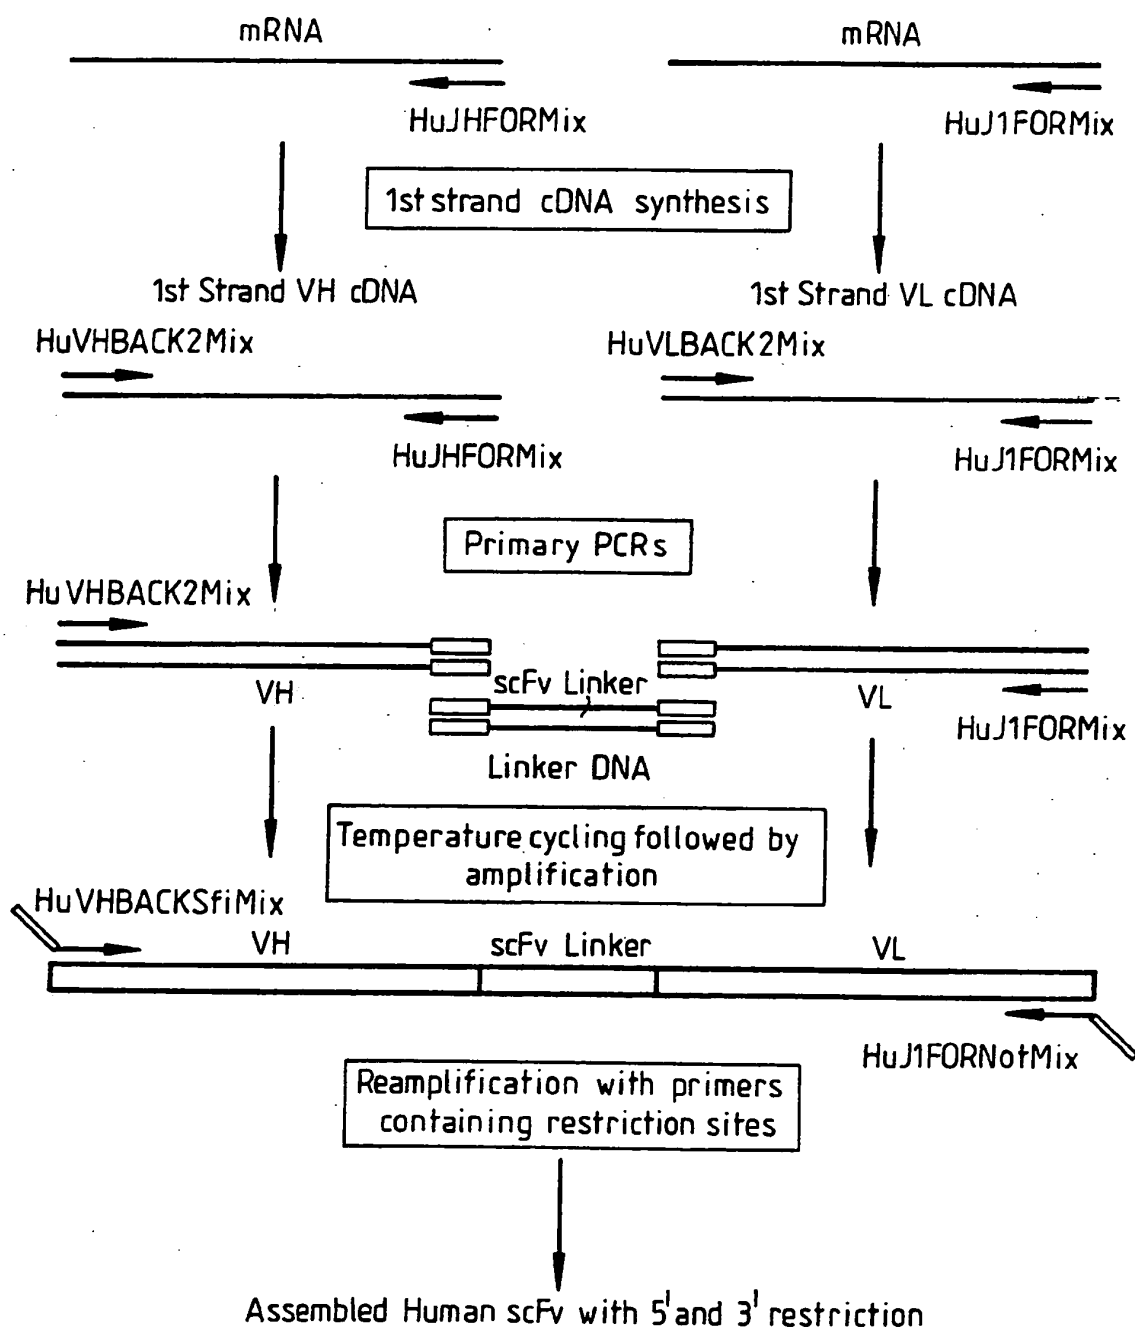 mRNA
mRNA
HuJHFORMix
HuJ1FORMix
1st strand cDNA synthesis
1st Strand VH cDNA
1st Strand VL cDNA
HuVHBACK2Mix
HuVLBACK2Mix
HuJHFORMix
HuJ1FORMix
Primary PCRs
HuVHBACK2Mix
scFv Linker
VH
VL
HuJ1FORMix
Linker DNA
Temperature cycling followed by
amplification
HuVHBACKSfiMix
VH
scFv Linker
VL
HuJ1FORNotMix
Reamplification with primers
containing restriction sites
Assembled Human scFv with 5' and 3' restriction